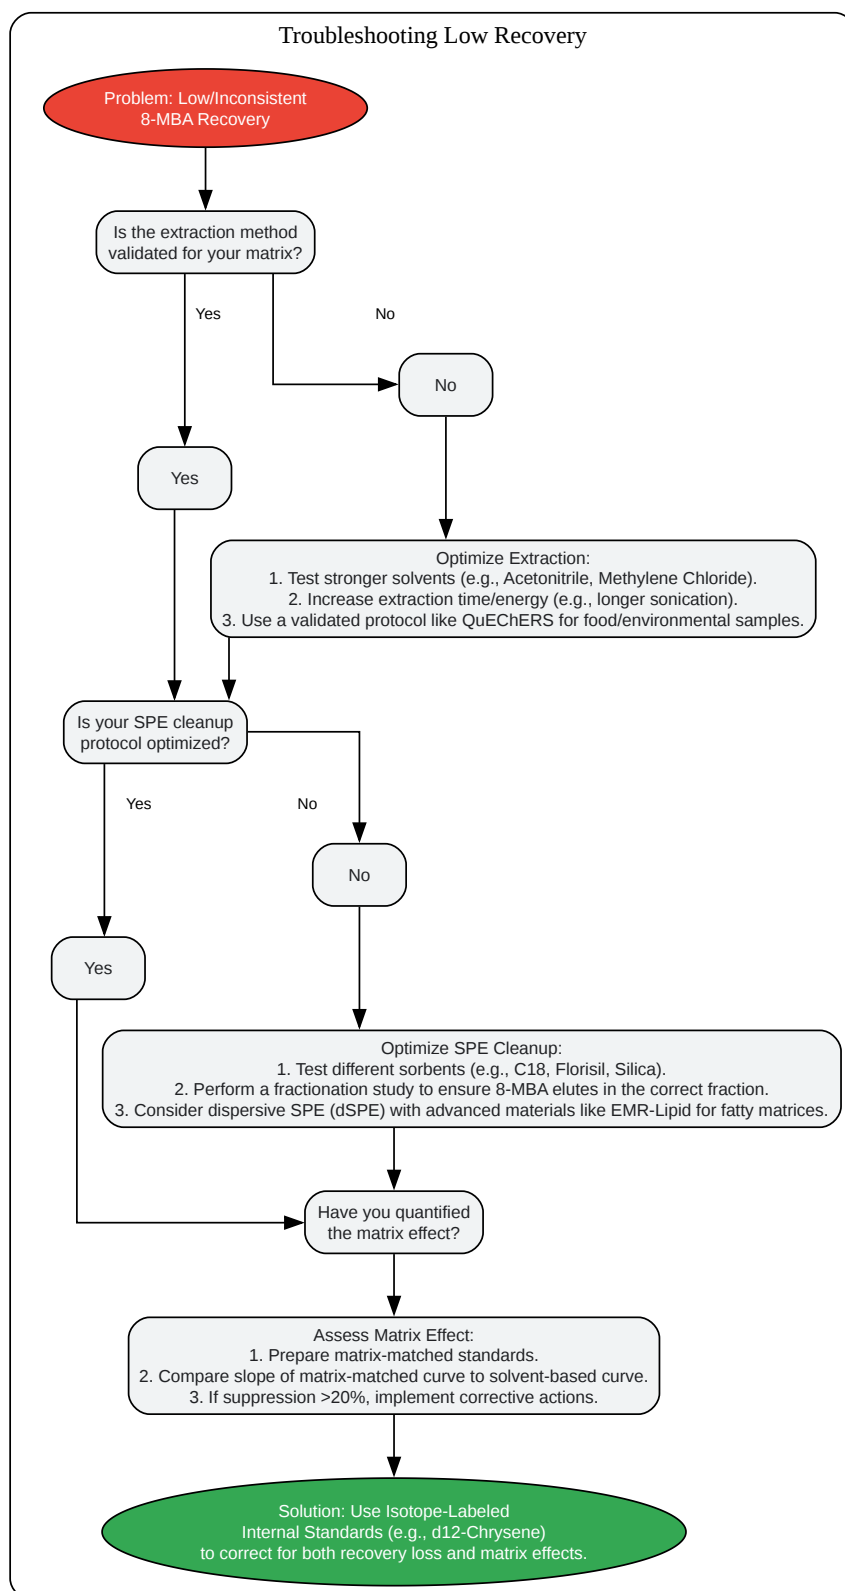 Troubleshooting Low Recovery
Problem: Low/Inconsistent
8-MBA Recovery
Is the extraction method
validated for your matrix?
Yes
No
No
Yes
Optimize Extraction:
1. Test stronger solvents (e.g., Acetonitrile, Methylene Chloride).
2. Increase extraction time/energy (e.g., longer sonication).
3. Use a validated protocol like QuEChERS for food/environmental samples.
Is your SPE cleanup
protocol optimized?
Yes
No
No
Yes
Optimize SPE Cleanup:
1. Test different sorbents (e.g., C18, Florisil, Silica).
2. Perform a fractionation study to ensure 8-MBA elutes in the correct fraction.
3. Consider dispersive SPE (dSPE) with advanced materials like EMR-Lipid for fatty matrices.
Have you quantified
the matrix effect?
Assess Matrix Effect:
1. Prepare matrix-matched standards.
2. Compare slope of matrix-matched curve to solvent-based curve.
3. If suppression >20%, implement corrective actions.
Solution: Use Isotope-Labeled
Internal Standards (e.g., d12-Chrysene)
to correct for both recovery loss and matrix effects.